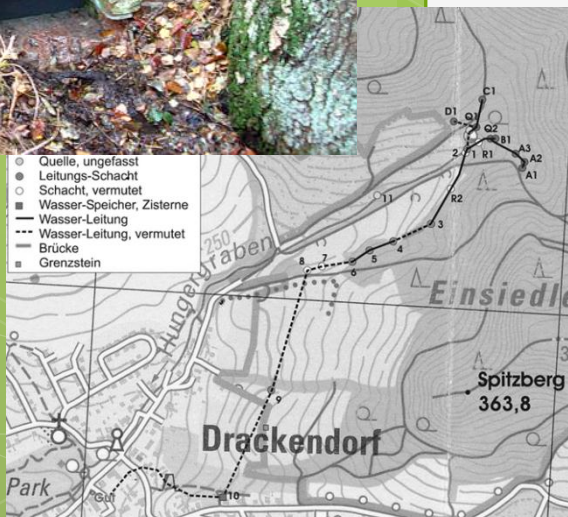 Quelle, ungefasst
Leitungs-Schacht
Schacht, vermutet
Wasser-Speicher, Zisterne
Wasser-Leitung
Wasser-Leitung, vermutet
Brücke
Grenzstein
C1
D1
Q1
Q2
B1
2
1
R1
A3
A2
A1
R2
11
3
4
5
6
7
8
250
Hungergraben
Einsiedl
Spitzberg
363,8
9
Drackendorf
Park
Gut
10